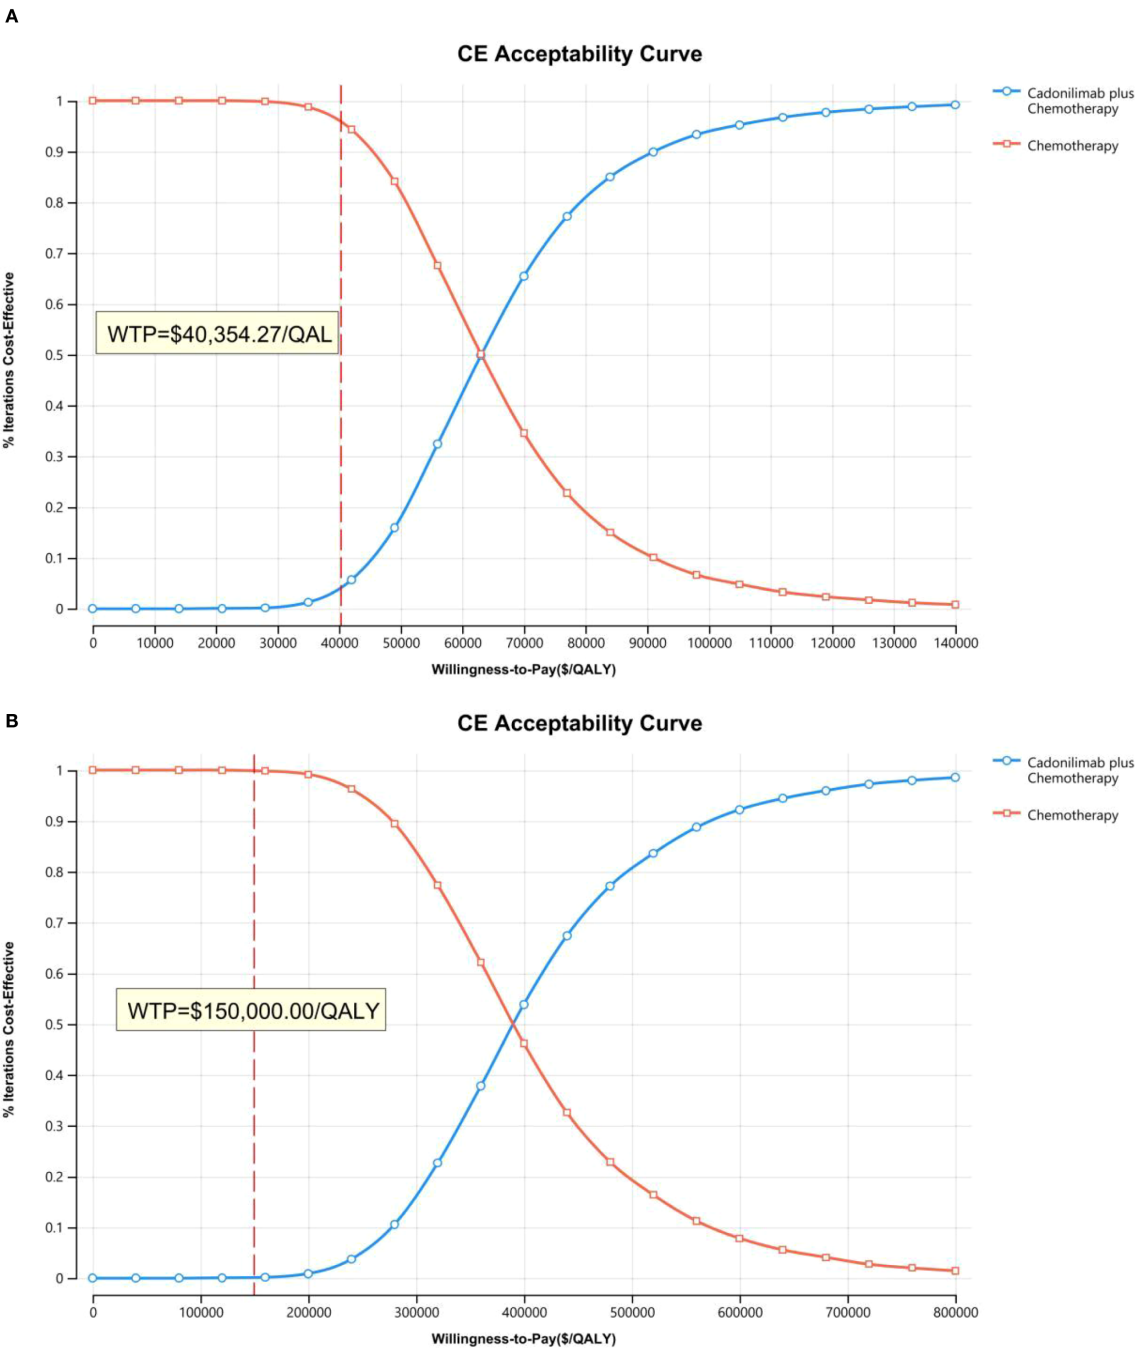 A
CE Acceptability Curve
Cadonilimab plus
Chemotherapy
Chemotherapy
% Iterations Cost-Effective
1
0.9
0.8
0.7
0.6
0.5
0.4
0.3
0.2
0.1
0
WTP=$40,354.27/QAL
0 10000 20000 30000 40000 50000 60000 70000 80000 90000 100000 110000 120000 130000 140000
Willingness-to-Pay($/QALY)
B
CE Acceptability Curve
Cadonilimab plus
Chemotherapy
Chemotherapy
% Iterations Cost-Effective
1
0.9
0.8
0.7
0.6
0.5
0.4
0.3
0.2
0.1
0
WTP=$150,000.00/QALY
0 100000 200000 300000 400000 500000 600000 700000 800000
Willingness-to-Pay($/QALY)